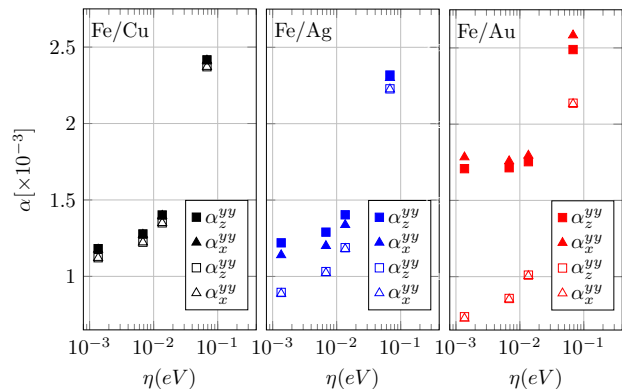 Fe/Cu
Fe/Ag
Fe/Au
2.5
2
1.5
1
α[×10⁻³]
α_z^{yy}
α_x^{yy}
α_z^{yy}
α_x^{yy}
α_z^{yy}
α_x^{yy}
α_z^{yy}
α_x^{yy}
α_z^{yy}
α_x^{yy}
α_z^{yy}
α_x^{yy}
10⁻³ 10⁻² 10⁻¹
10⁻³ 10⁻² 10⁻¹
10⁻³ 10⁻² 10⁻¹
η(eV)
η(eV)
η(eV)